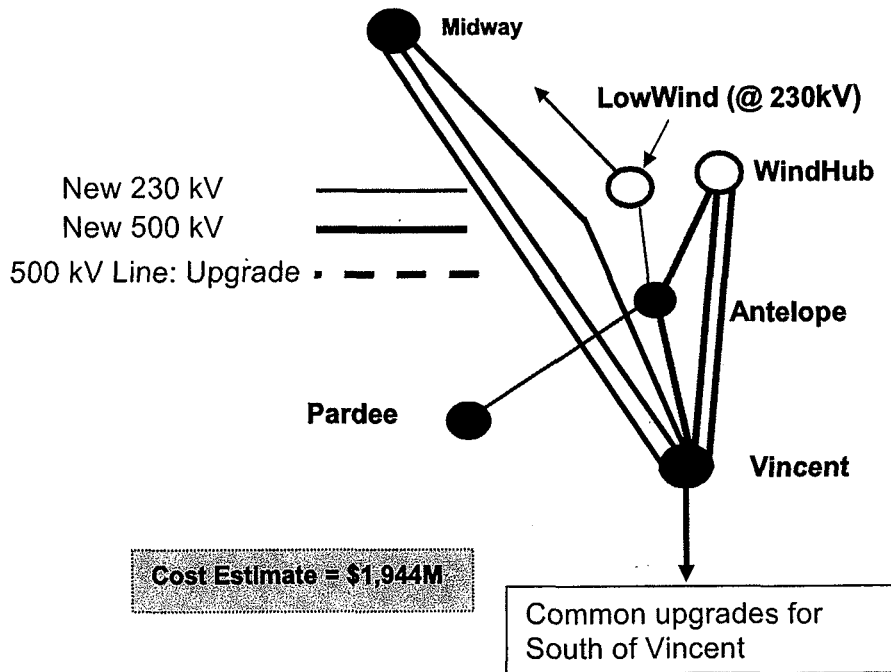 Midway
LowWind (@ 230kV)
WindHub
New 230 kV
New 500 kV
500 kV Line: Upgrade
Antelope
Pardee
Vincent
Cost Estimate = $1,944M
Common upgrades for
South of Vincent